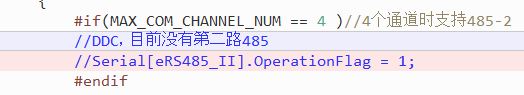 {
#if(MAX_COM_CHANNEL_NUM == 4 )//4个通道时支持485-2
//DDC，目前没有第二路485
//Serial[eRS485_II].OperationFlag = 1;
#endif